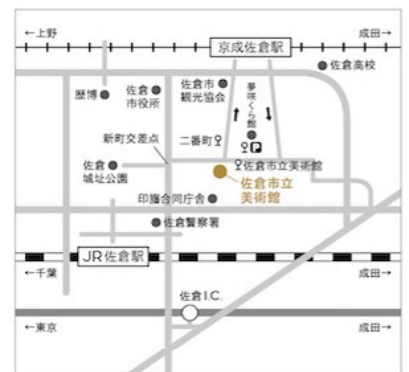 ←上野
成田→
京成佐倉駅
佐倉高校
歴博
佐倉
市役所
佐倉市
観光協会
夢咲くら館
新町交差点
二番町
P
佐倉市立美術館
佐倉
城址公園
佐倉市立
美術館
印旛合同庁舎
佐倉警察署
JR佐倉駅
←千葉
成田→
佐倉I.C.
←東京
成田→